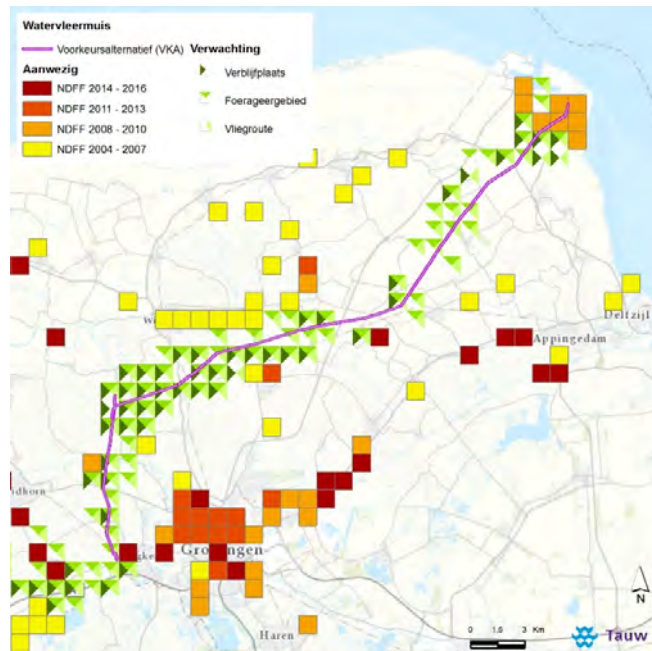 Watervleermuis
Voorkeursalternatief (VKA)
Aanwezig
NDFF 2014 - 2016
NDFF 2011 - 2013
NDFF 2008 - 2010
NDFF 2004 - 2007
Verwachting
Verblijfplaats
Foerageergebied
Vliegroute
Delfzijl
Appingedam
Groningen
Haren
N
0 1.5 3 Km
Tauw